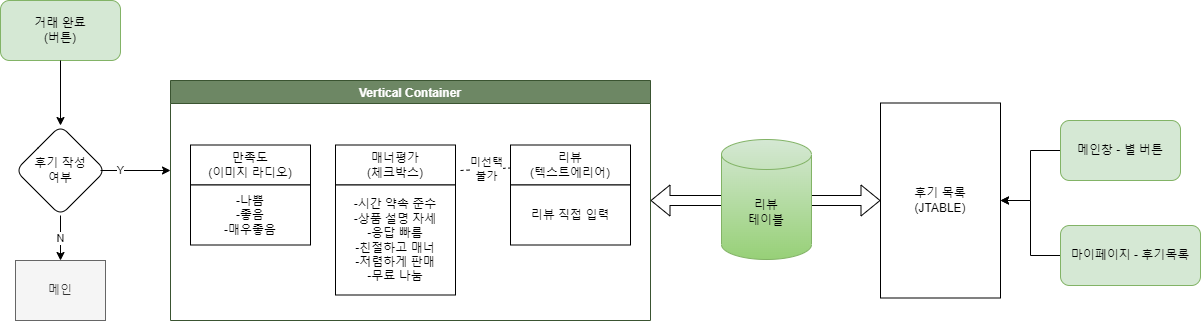 거래 완료
(버튼)
후기 작성
여부
Y
N
메인
Vertical Container
만족도
(이미지 라디오)
-나쁨
-좋음
-매우좋음
매너평가
(체크박스)
-시간 약속 준수
-상품 설명 자세
-응답 빠름
-친절하고 매너
-저렴하게 판매
-무료 나눔
미선택
불가
리뷰
(텍스트에리어)
리뷰 직접 입력
리뷰
테이블
후기 목록
(JTABLE)
메인창 - 별 버튼
마이페이지 - 후기목록